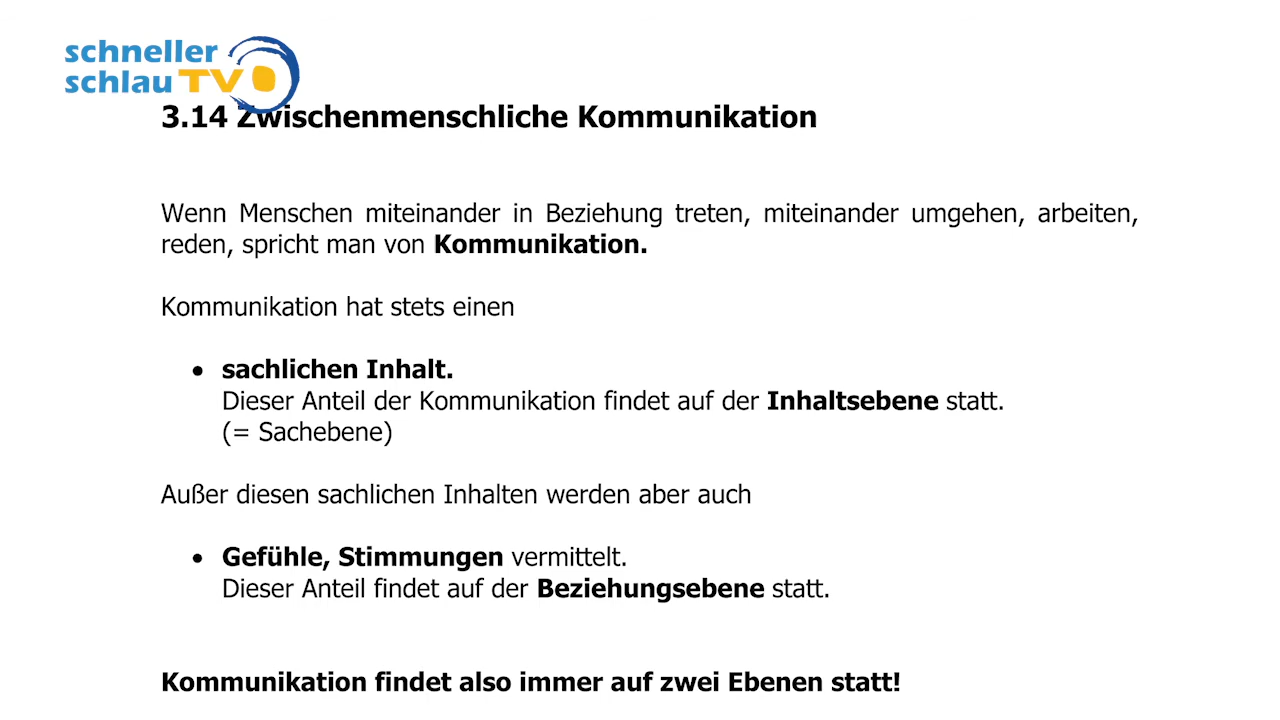 schneller
schlau TV
3.14 Zwischenmenschliche Kommunikation
Wenn Menschen miteinander in Beziehung treten, miteinander umgehen, arbeiten,
reden, spricht man von Kommunikation.
Kommunikation hat stets einen
• sachlichen Inhalt.
Dieser Anteil der Kommunikation findet auf der Inhaltsebene statt.
(= Sachebene)
Außer diesen sachlichen Inhalten werden aber auch
• Gefühle, Stimmungen vermittelt.
Dieser Anteil findet auf der Beziehungsebene statt.
Kommunikation findet also immer auf zwei Ebenen statt!